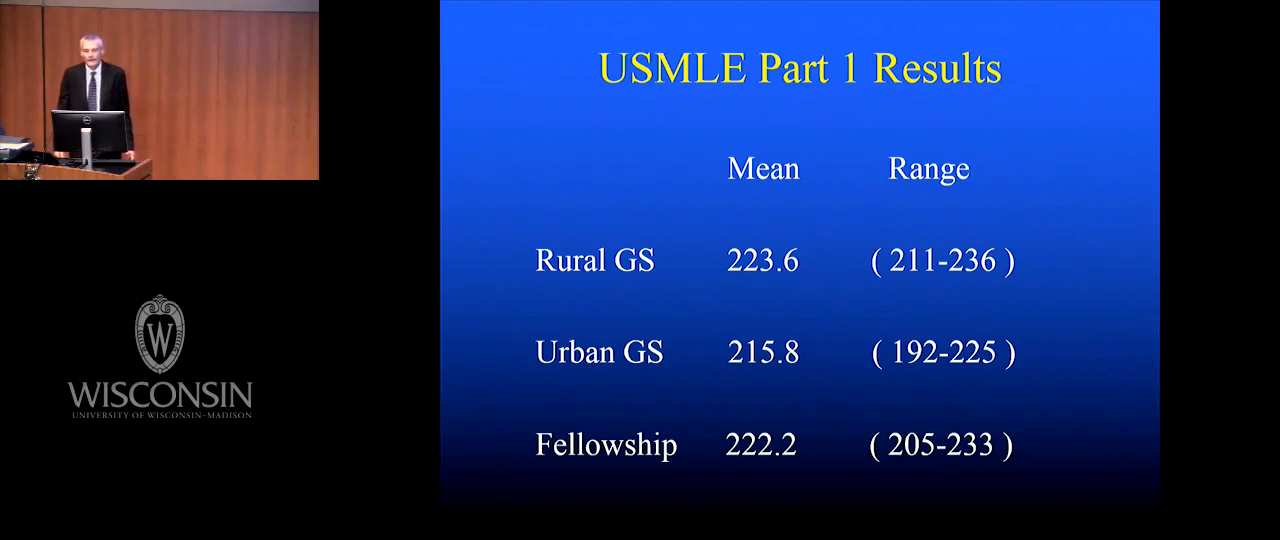 USMLE Part 1 Results
Mean Range
Rural GS 223.6 ( 211-236 )
Urban GS 215.8 ( 192-225 )
Fellowship 222.2 ( 205-233 )
W
WISCONSIN
UNIVERSITY OF WISCONSIN–MADISON